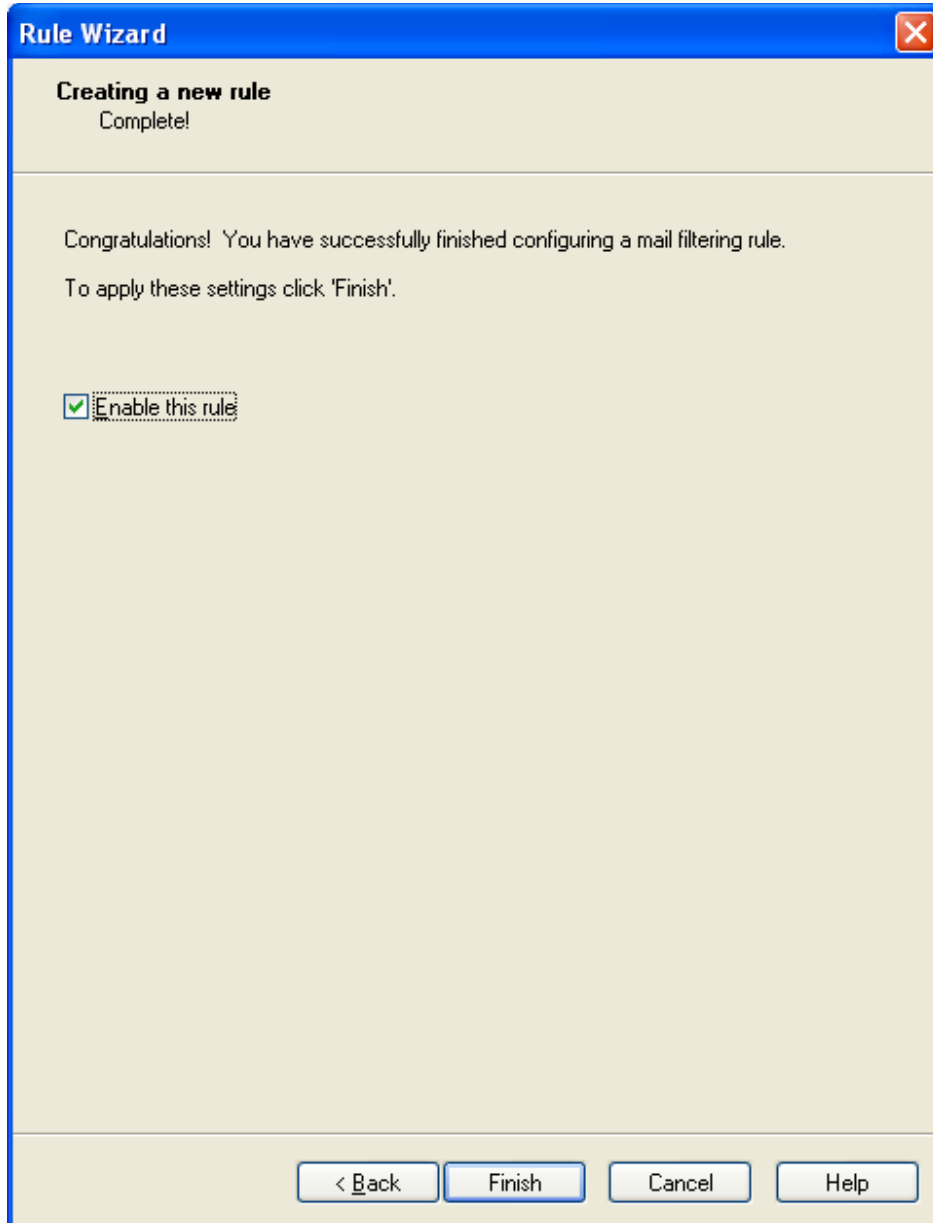 Rule Wizard
Creating a new rule
Complete!
Congratulations!  You have successfully finished configuring a mail filtering rule.
To apply these settings click 'Finish'.
Enable this rule
< Back
Finish
Cancel
Help